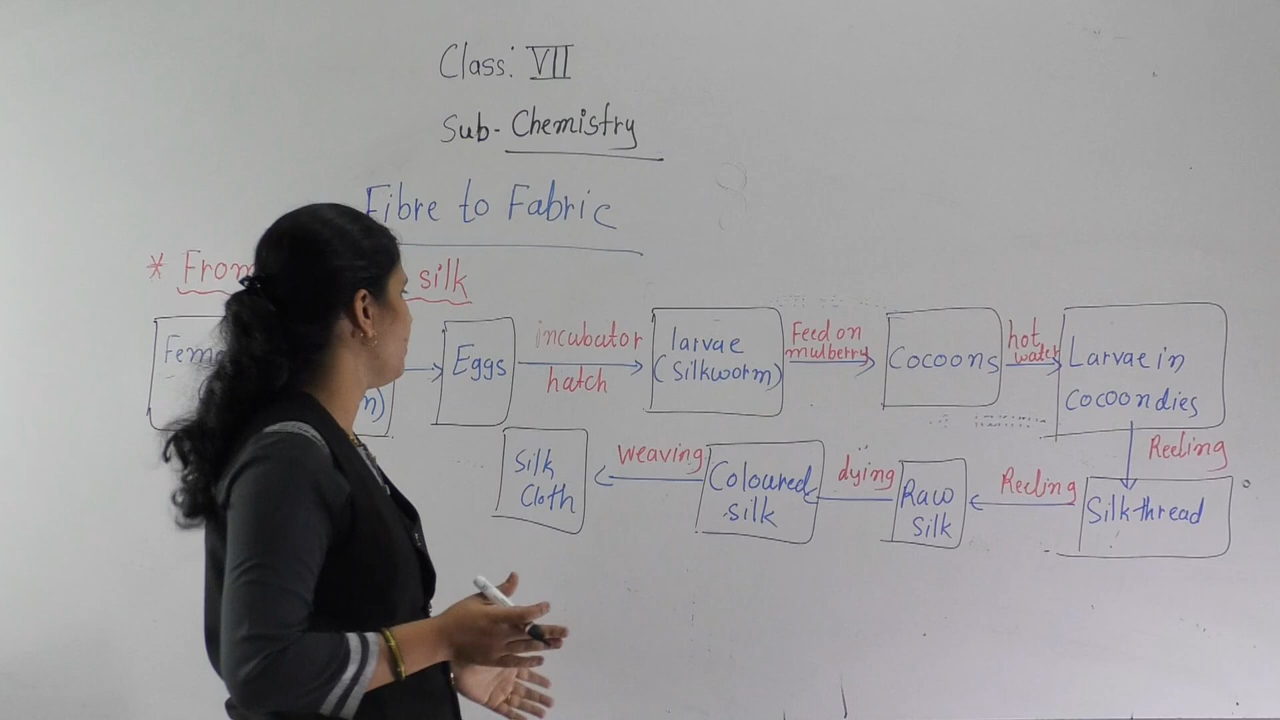 Class: VII
Sub- Chemistry
Fibre to Fabric
* From silk
Eggs
incubator
hatch
larvae
(Silkworm)
Feed on
mulberry
Cocoons
hot
water
Larvae in
cocoon dies
Reeling
Silk thread
Reeling
Raw
Silk
dying
Coloured
silk
weaving
Silk
Cloth